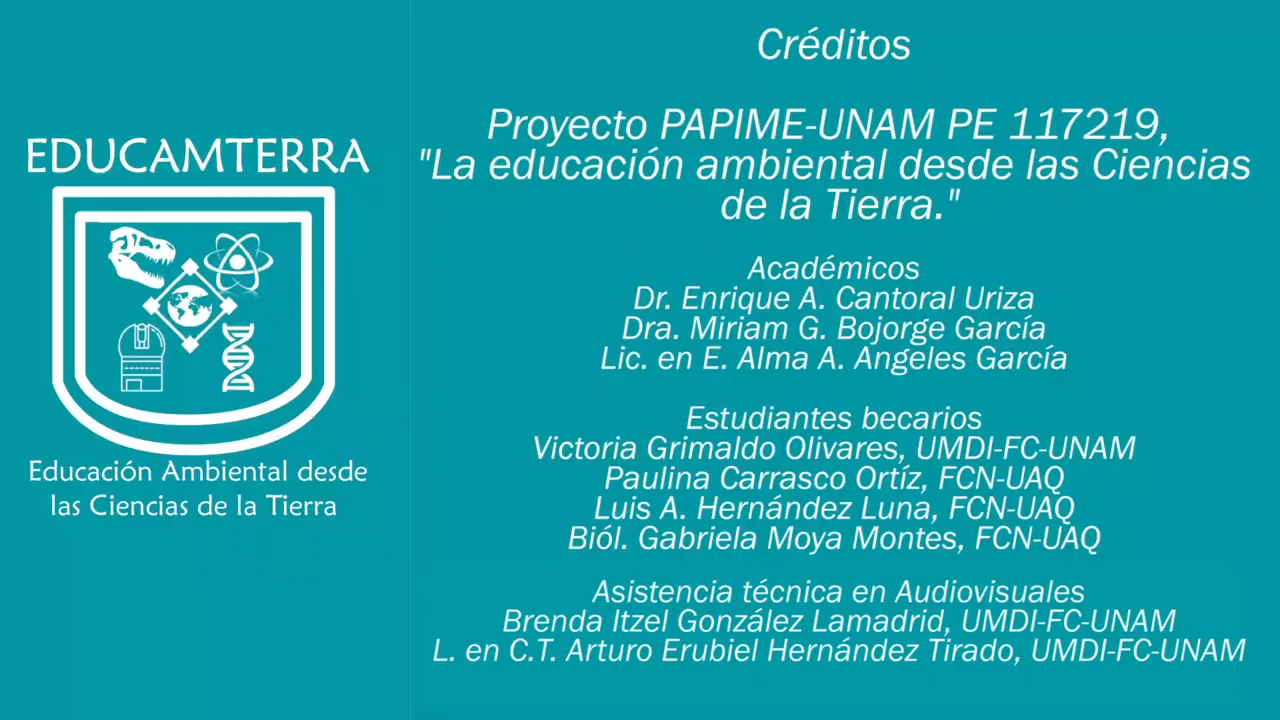 EDUCAMTERRA
Educación Ambiental desde
las Ciencias de la Tierra
Créditos
Proyecto PAPIME-UNAM PE 117219,
"La educación ambiental desde las Ciencias
de la Tierra."
Académicos
Dr. Enrique A. Cantoral Uriza
Dra. Miriam G. Bojorge García
Lic. en E. Alma A. Angeles García
Estudiantes becarios
Victoria Grimaldo Olivares, UMDI-FC-UNAM
Paulina Carrasco Ortíz, FCN-UAQ
Luis A. Hernández Luna, FCN-UAQ
Biól. Gabriela Moya Montes, FCN-UAQ
Asistencia técnica en Audiovisuales
Brenda Itzel González Lamadrid, UMDI-FC-UNAM
L. en C.T. Arturo Erubiel Hernández Tirado, UMDI-FC-UNAM